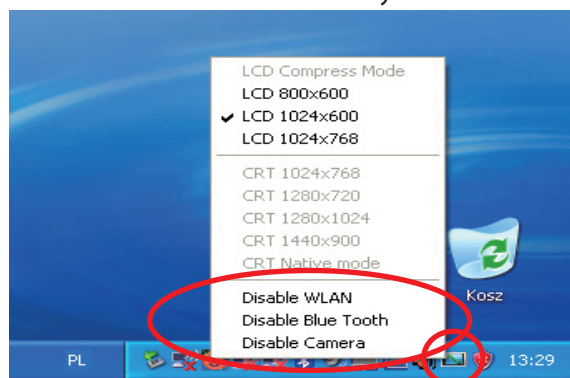 LCD Compress Mode
LCD 800x600
LCD 1024x600
LCD 1024x768
CRT 1024x768
CRT 1280x720
CRT 1280x1024
CRT 1440x900
CRT Native mode
Disable WLAN
Disable Blue Tooth
Disable Camera
Kosz
PL
13:29